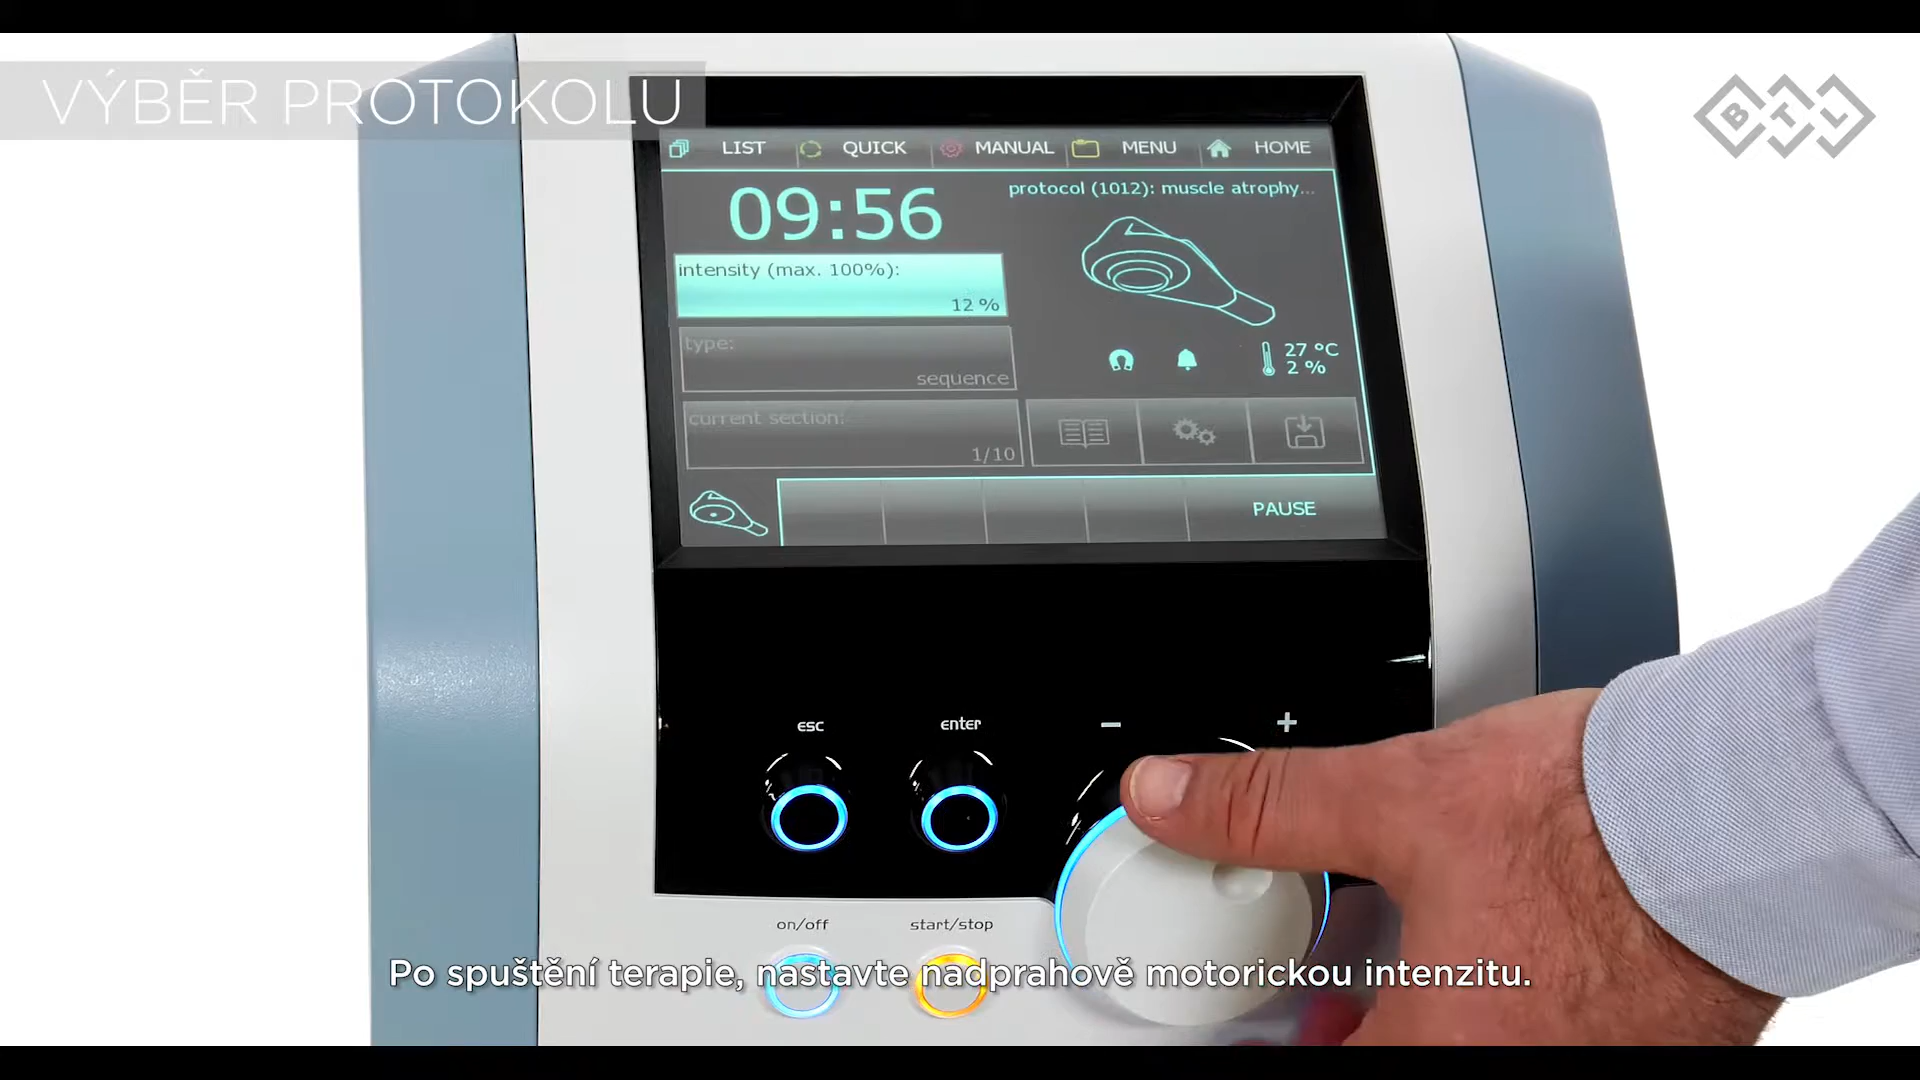 VÝBĚR PROTOKOLU
BTL
LIST QUICK MANUAL MENU HOME
09:56
protocol (1012): muscle atrophy...
intensity (max. 100%):
12 %
type:
sequence
27 °C
2 %
current section:
1/10
PAUSE
esc enter − +
on/off start/stop
Po spuštění terapie, nastavte nadprahově motorickou intenzitu.